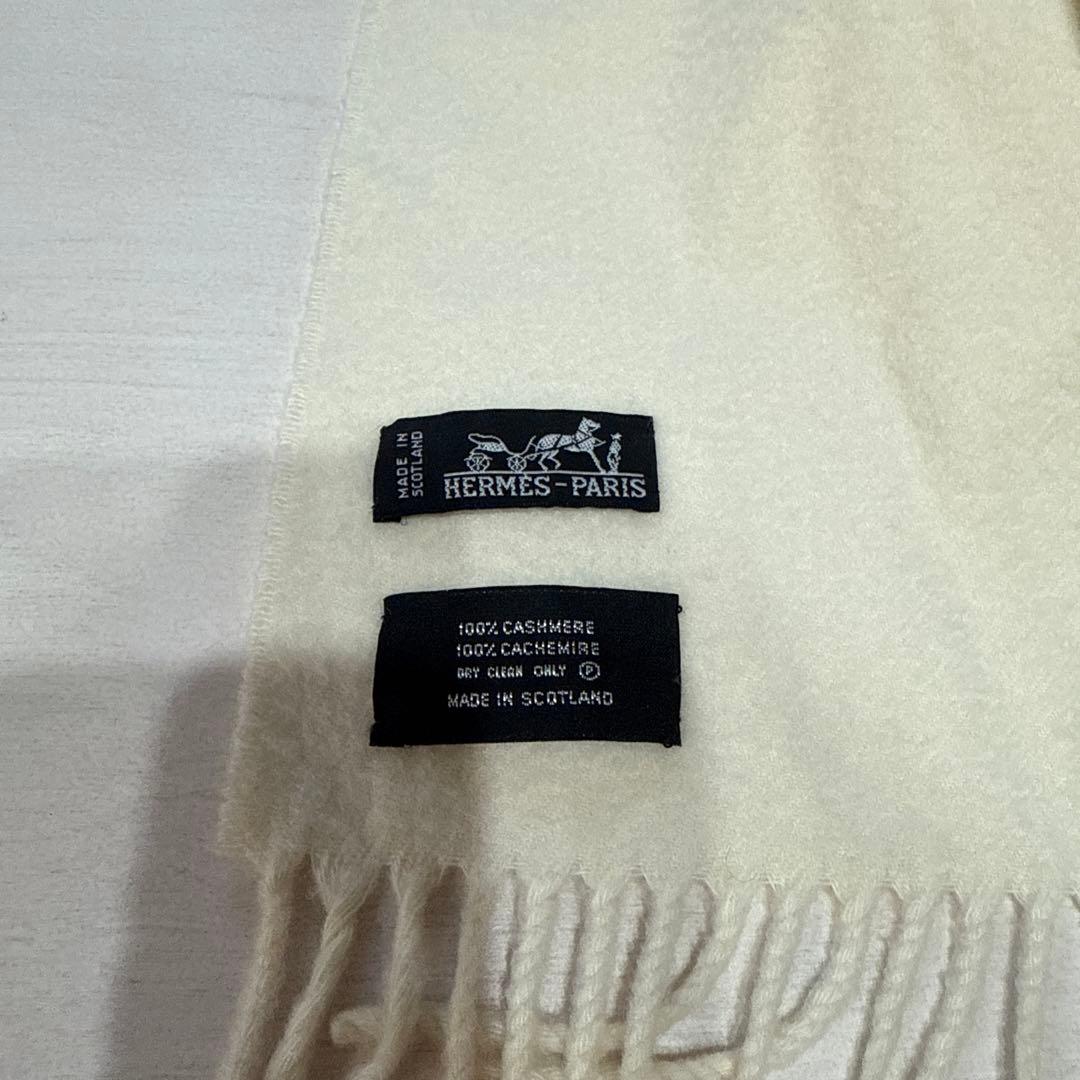 MADE IN
SCOTLAND
HERMÈS-PARIS
100% CASHMERE
100% CACHEMIRE
DRY CLEAN ONLY Ⓟ
MADE IN SCOTLAND